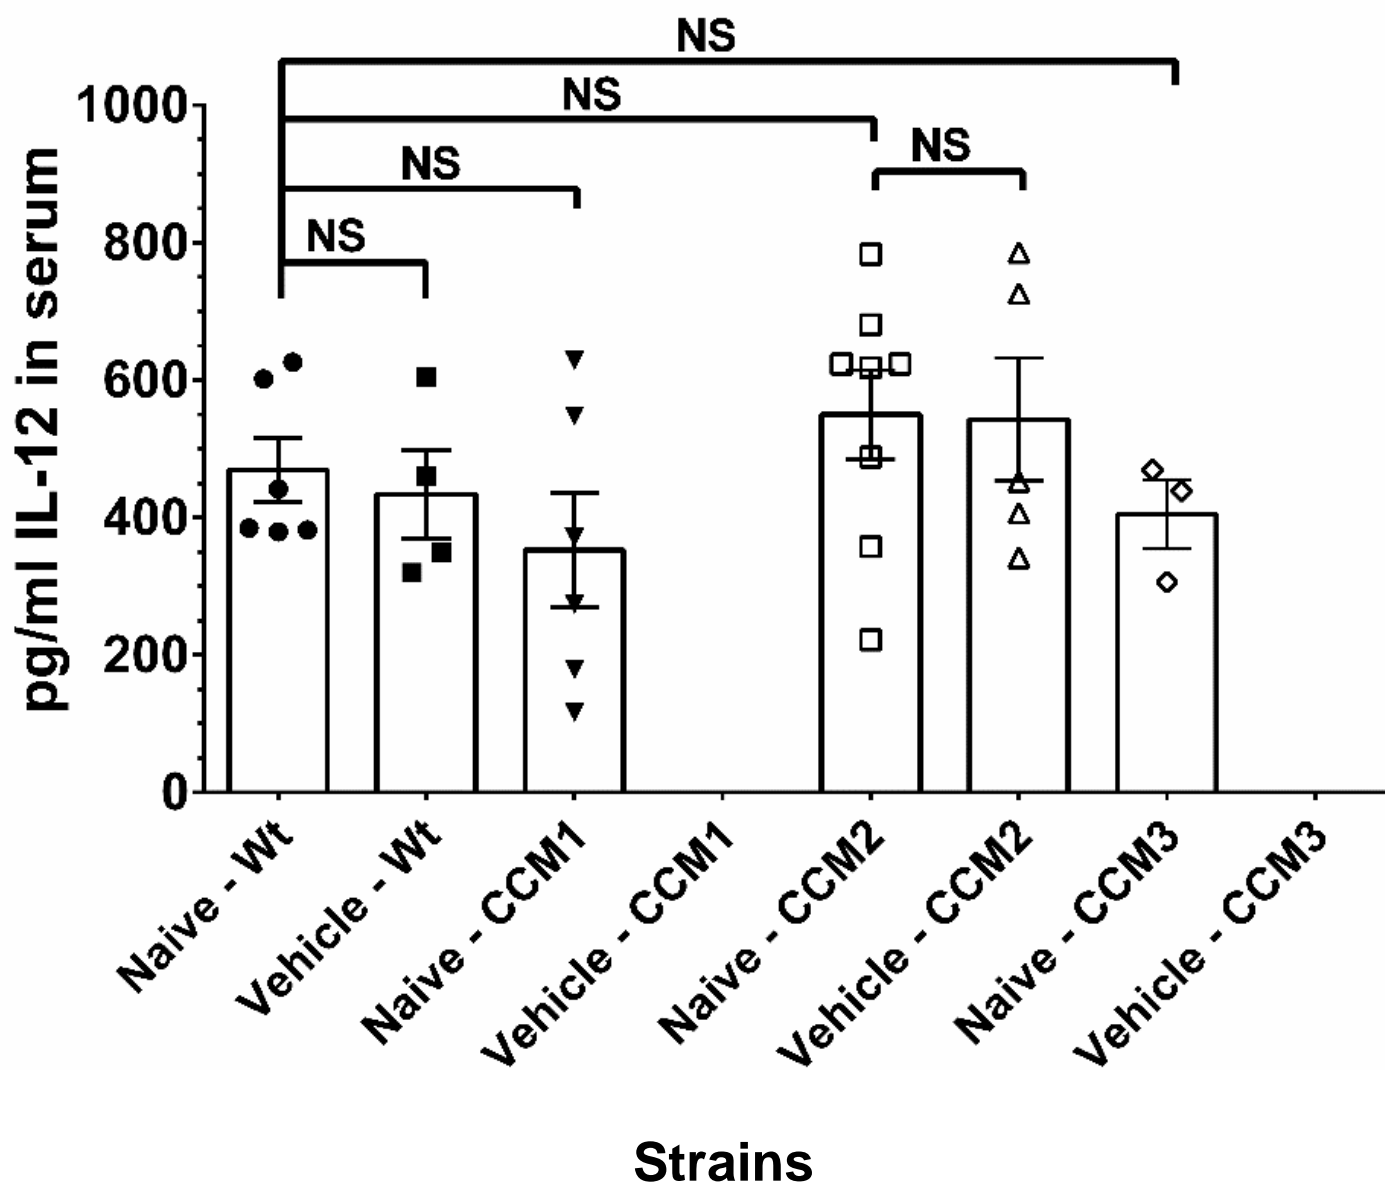 NS
NS
NS
NS
NS
1000
800
600
400
200
0
pg/ml IL-12 in serum
Naive - Wt
Vehicle - Wt
Naive - CCM1
Vehicle - CCM1
Naive - CCM2
Vehicle - CCM2
Naive - CCM3
Vehicle - CCM3
Strains